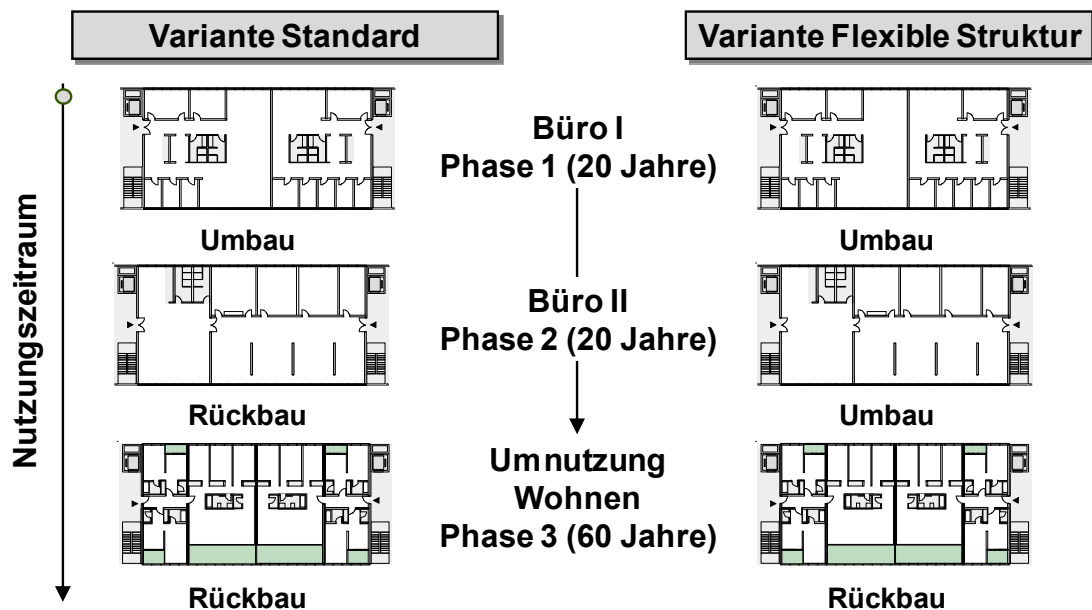 Variante Standard
Variante Flexible Struktur
Nutzungszeitraum
Büro I
Phase 1 (20 Jahre)
Umbau
Umbau
Büro II
Phase 2 (20 Jahre)
Rückbau
Umbau
Umnutzung
Wohnen
Phase 3 (60 Jahre)
Rückbau
Rückbau